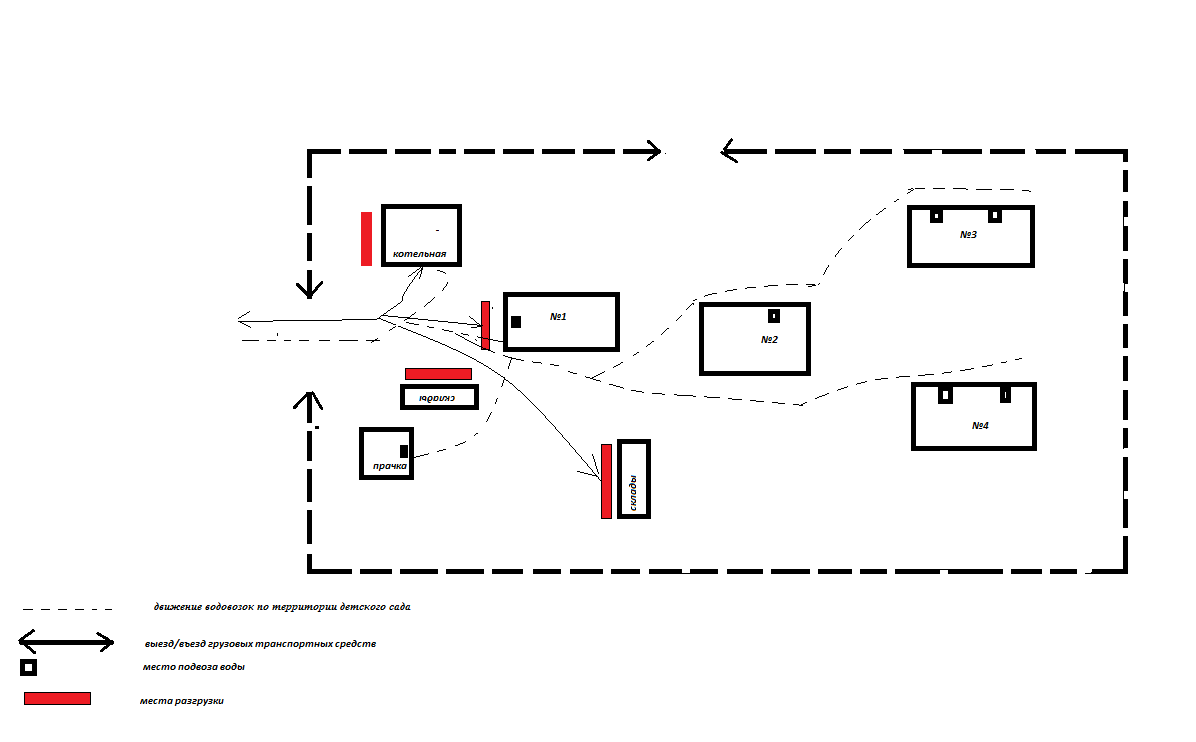 №3
котельная
№1
№2
склады
№4
прачка
склады
движение водовозок по территории детского сада
выезд/въезд грузовых транспортных средств
место подвоза воды
места разгрузки